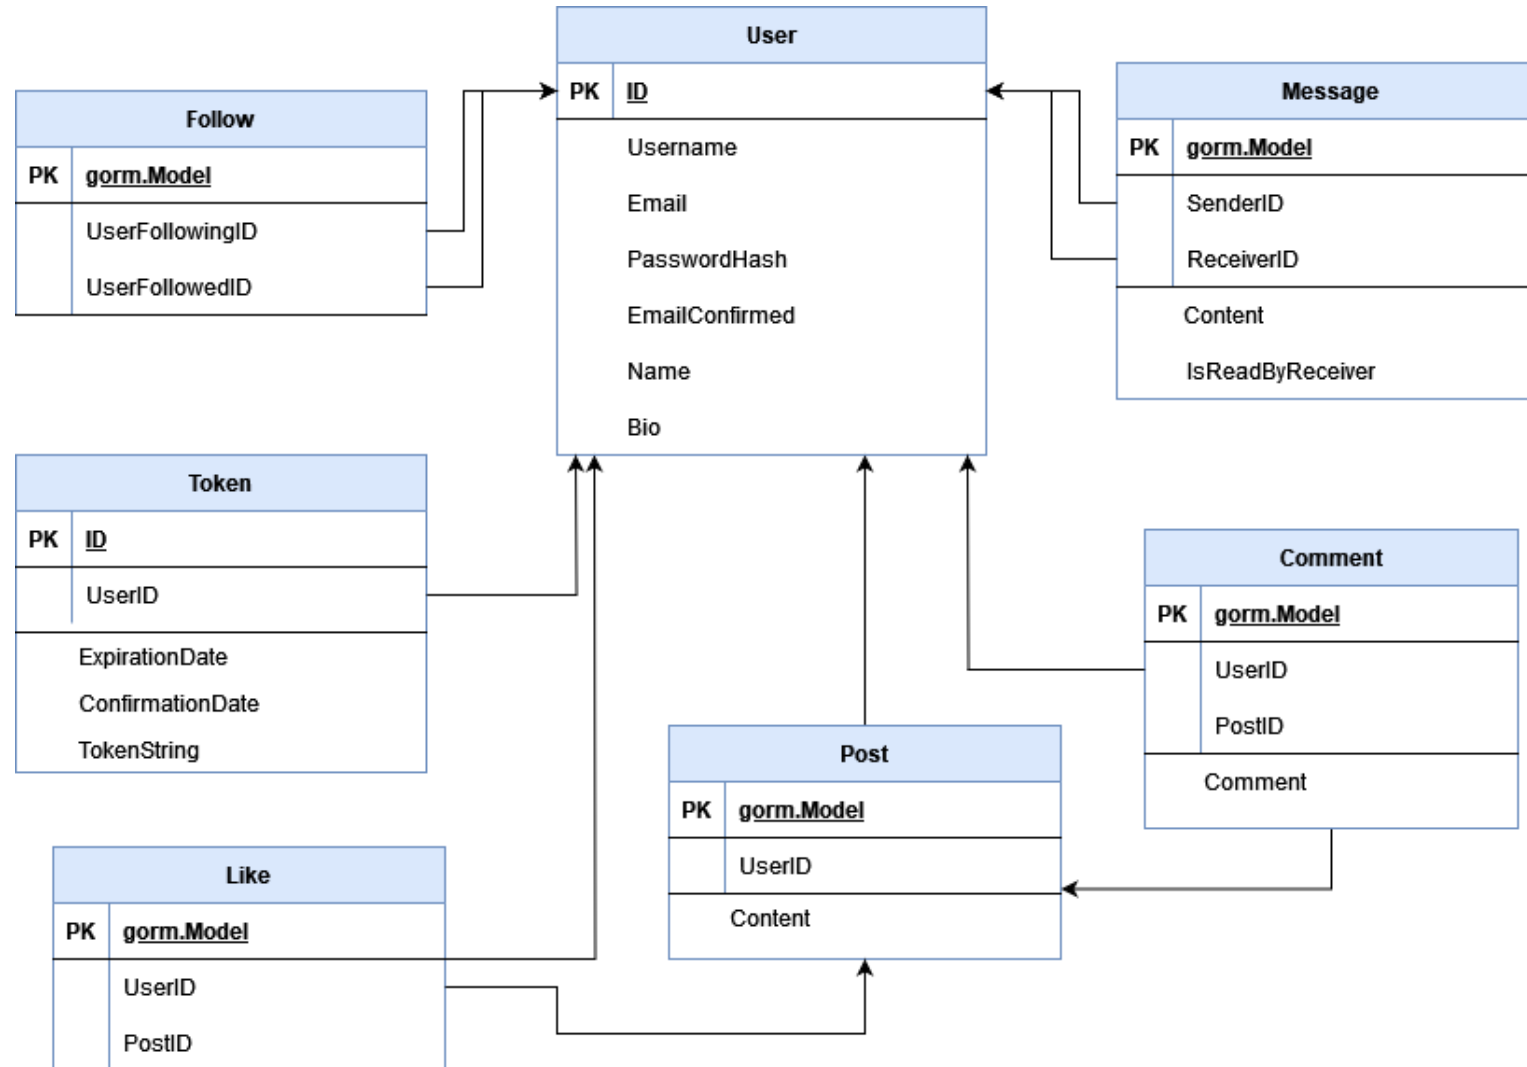 User
PK ID
Username
Email
PasswordHash
EmailConfirmed
Name
Bio
Follow
PK gorm.Model
UserFollowingID
UserFollowedID
Message
PK gorm.Model
SenderID
ReceiverID
Content
IsReadByReceiver
Token
PK ID
UserID
ExpirationDate
ConfirmationDate
TokenString
Comment
PK gorm.Model
UserID
PostID
Comment
Post
PK gorm.Model
UserID
Content
Like
PK gorm.Model
UserID
PostID